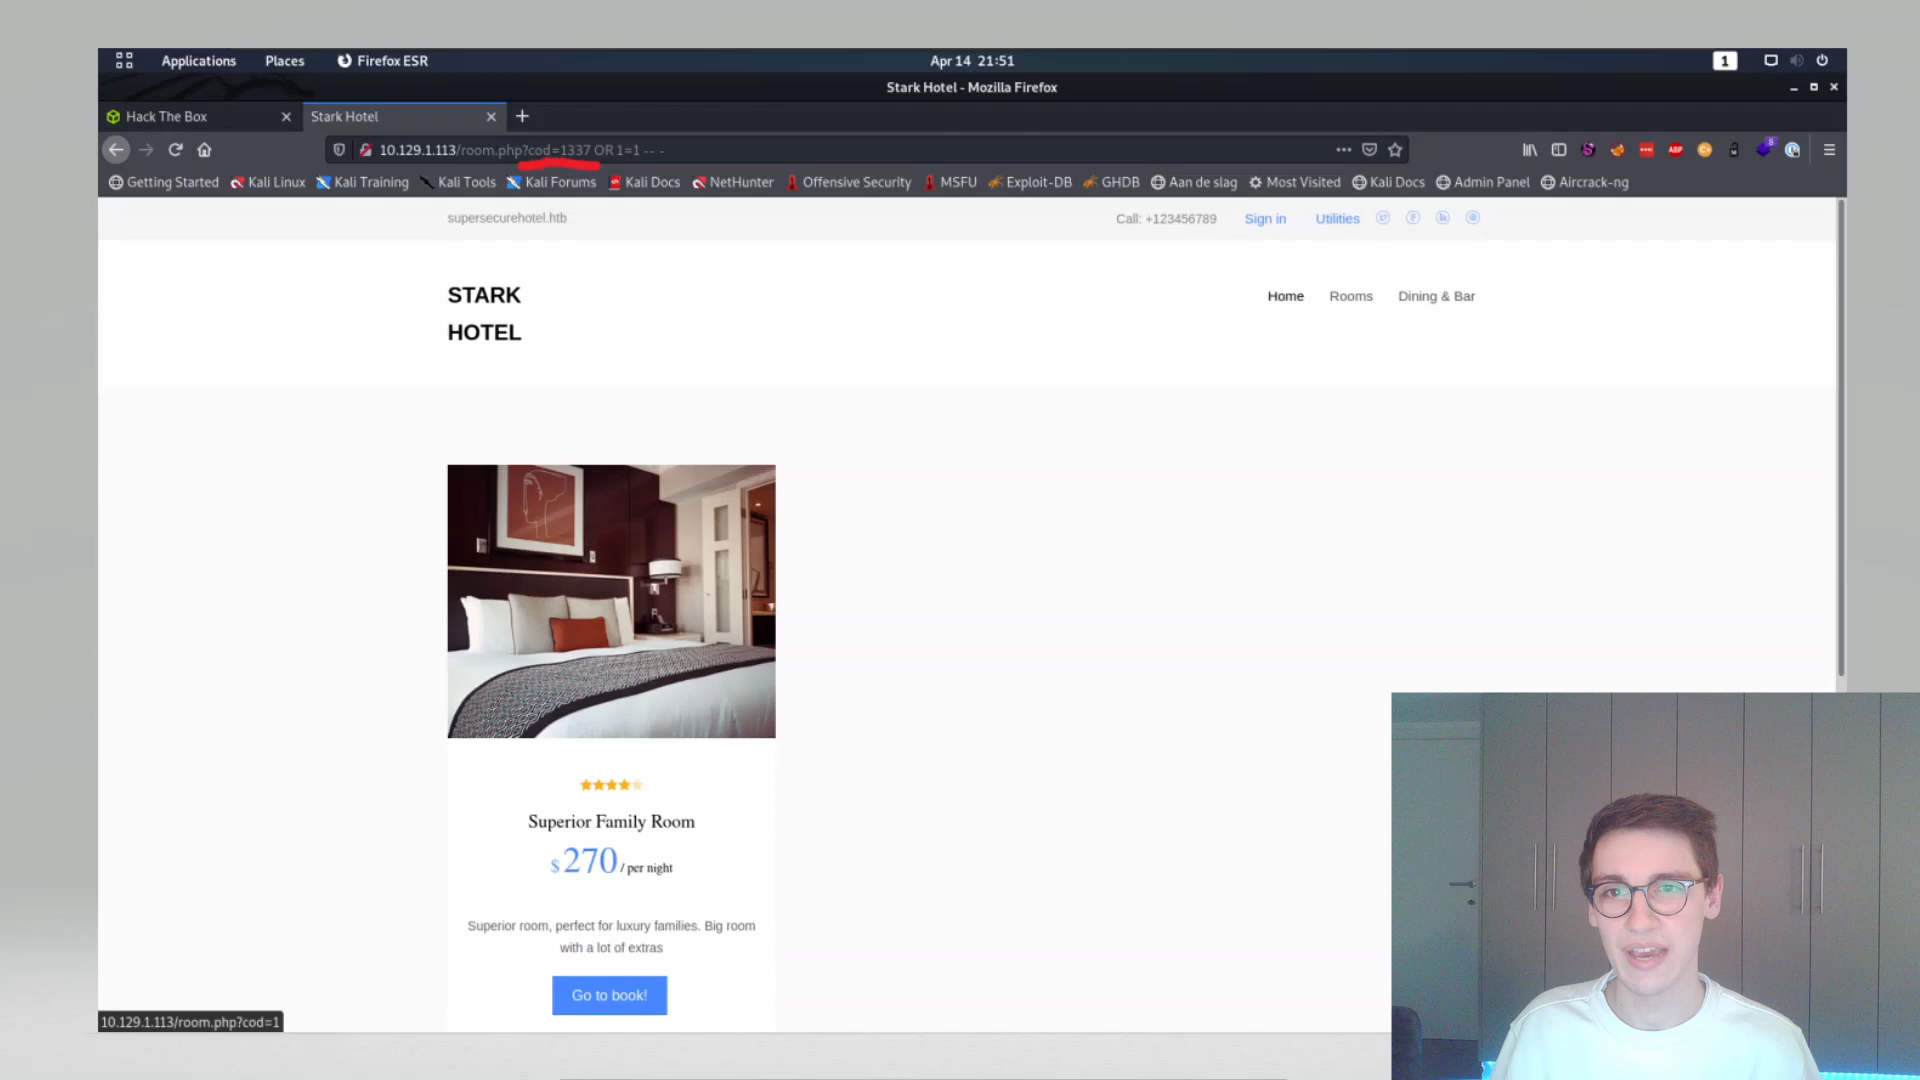 Applications Places Firefox ESR Apr 14 21:51 1
Stark Hotel - Mozilla Firefox
Hack The Box Stark Hotel
10.129.1.113/room.php?cod=1337 OR 1=1 -- - ABP 8
Getting Started Kali Linux Kali Training Kali Tools Kali Forums Kali Docs NetHunter Offensive Security MSFU Exploit-DB GHDB Aan de slag Most Visited Kali Docs Admin Panel Aircrack-ng
supersecurehotel.htb Call: +123456789 Sign in Utilities
STARK
HOTEL
Home Rooms Dining & Bar
Superior Family Room
$270 / per night
Superior room, perfect for luxury families. Big room
with a lot of extras
Go to book!
10.129.1.113/room.php?cod=1